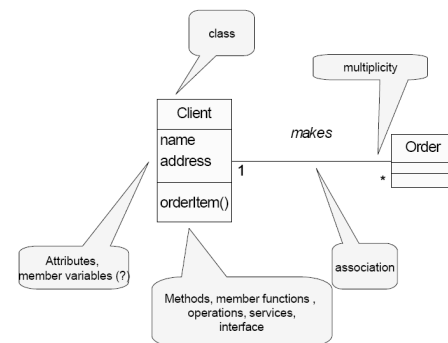 class
multiplicity
Client
name
address
orderItem()
makes
1
*
Order
Attributes,
member variables (?)
Methods, member functions ,
operations, services,
interface
association